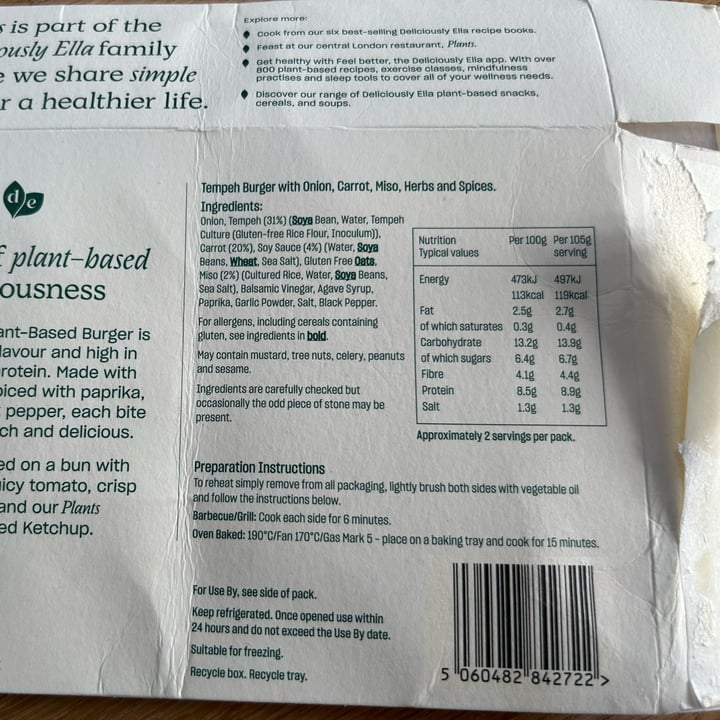 s is part of the
ously Ella family
e we share simple
r a healthier life.
Explore more:
Cook from our six best-selling Deliciously Ella recipe books.
Feast at our central London restaurant, Plants.
Get healthy with Feel better, the Deliciously Ella app. With over
800 plant-based recipes, exercise classes, mindfulness
practises and sleep tools to cover all of your wellness needs.
Discover our range of Deliciously Ella plant-based snacks,
cereals, and soups.
de
f plant-based
ousness
ant-Based Burger is
lavour and high in
rotein. Made with
piced with paprika,
t pepper, each bite
ch and delicious.
ed on a bun with
uicy tomato, crisp
and our Plants
ed Ketchup.
Tempeh Burger with Onion, Carrot, Miso, Herbs and Spices.
Ingredients:
Onion, Tempeh (31%) (Soya Bean, Water, Tempeh
Culture (Gluten-free Rice Flour, Inoculum)),
Carrot (20%), Soy Sauce (4%) (Water, Soya
Beans, Wheat, Sea Salt), Gluten Free Oats,
Miso (2%) (Cultured Rice, Water, Soya Beans,
Sea Salt), Balsamic Vinegar, Agave Syrup,
Paprika, Garlic Powder, Salt, Black Pepper.
For allergens, including cereals containing
gluten, see ingredients in bold.
May contain mustard, tree nuts, celery, peanuts
and sesame.
Ingredients are carefully checked but
occasionally the odd piece of stone may be
present.
Nutrition Per 100g Per 105g
Typical values serving
Energy 473kJ 497kJ
113kcal 119kcal
Fat 2.5g 2.7g
of which saturates 0.3g 0.4g
Carbohydrate 13.2g 13.9g
of which sugars 6.4g 6.7g
Fibre 4.1g 4.4g
Protein 8.5g 8.9g
Salt 1.3g 1.3g
Approximately 2 servings per pack.
Preparation Instructions
To reheat simply remove from all packaging, lightly brush both sides with vegetable oil
and follow the instructions below.
Barbecue/Grill: Cook each side for 6 minutes.
Oven Baked: 190°C/Fan 170°C/Gas Mark 5 - place on a baking tray and cook for 15 minutes.
For Use By, see side of pack.
Keep refrigerated. Once opened use within
24 hours and do not exceed the Use By date.
Suitable for freezing.
Recycle box. Recycle tray.
5 060482 842722 >